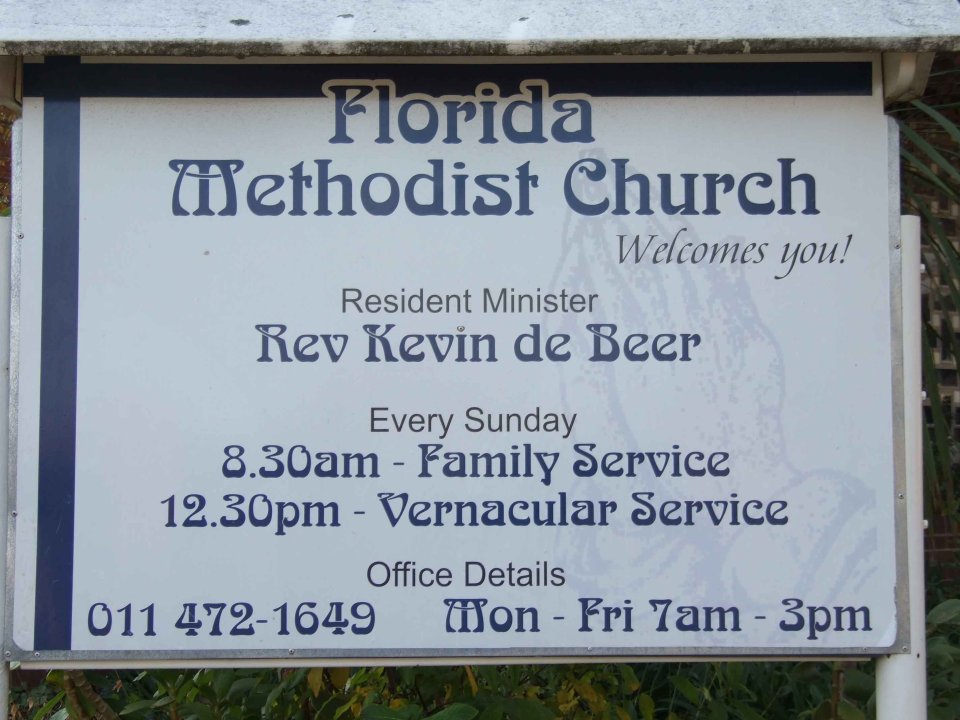 Florida
Methodist Church
Welcomes you!
Resident Minister
Rev Kevin de Beer
Every Sunday
8.30am - Family Service
12.30pm - Vernacular Service
Office Details
011 472-1649 Mon - Fri 7am - 3pm